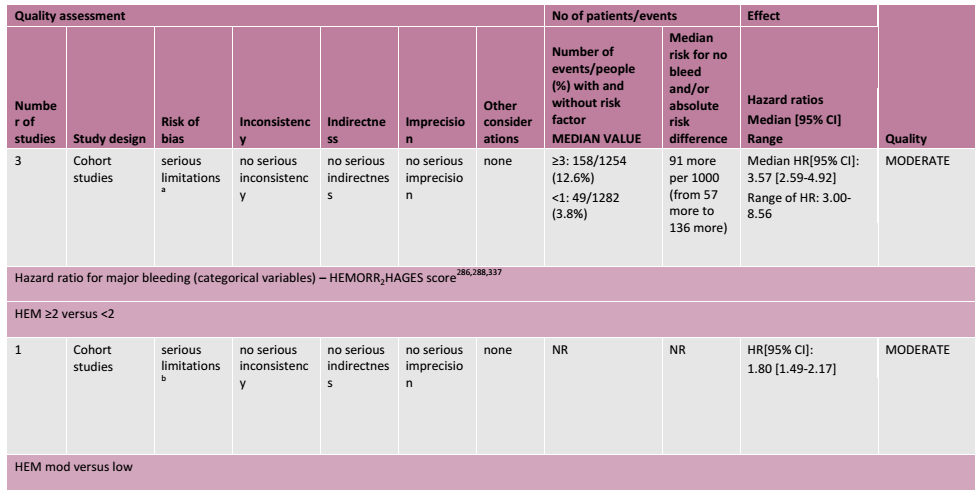 Quality assessment
No of patients/events
Effect
Numbe
r of
studies
Study design
Risk of
bias
Inconsistenc
y
Indirectne
ss
Imprecisio
n
Other
consider
ations
Number of
events/people
(%) with and
without risk
factor
MEDIAN VALUE
Median
risk for no
bleed
and/or
absolute
risk
difference
Hazard ratios
Median [95% CI]
Range
Quality
3
Cohort
studies
serious
limitations
a
no serious
inconsistenc
y
no serious
indirectnes
s
no serious
imprecisio
n
none
≥3: 158/1254
(12.6%)
<1: 49/1282
(3.8%)
91 more
per 1000
(from 57
more to
136 more)
Median HR[95% CI]:
3.57 [2.59-4.92]
Range of HR: 3.00-
8.56
MODERATE
Hazard ratio for major bleeding (categorical variables) – HEMORR₂HAGES score²⁸⁶,²⁸⁸,³³⁷
HEM ≥2 versus <2
1
Cohort
studies
serious
limitations
b
no serious
inconsistenc
y
no serious
indirectnes
s
no serious
imprecisio
n
none
NR
NR
HR[95% CI]:
1.80 [1.49-2.17]
MODERATE
HEM mod versus low